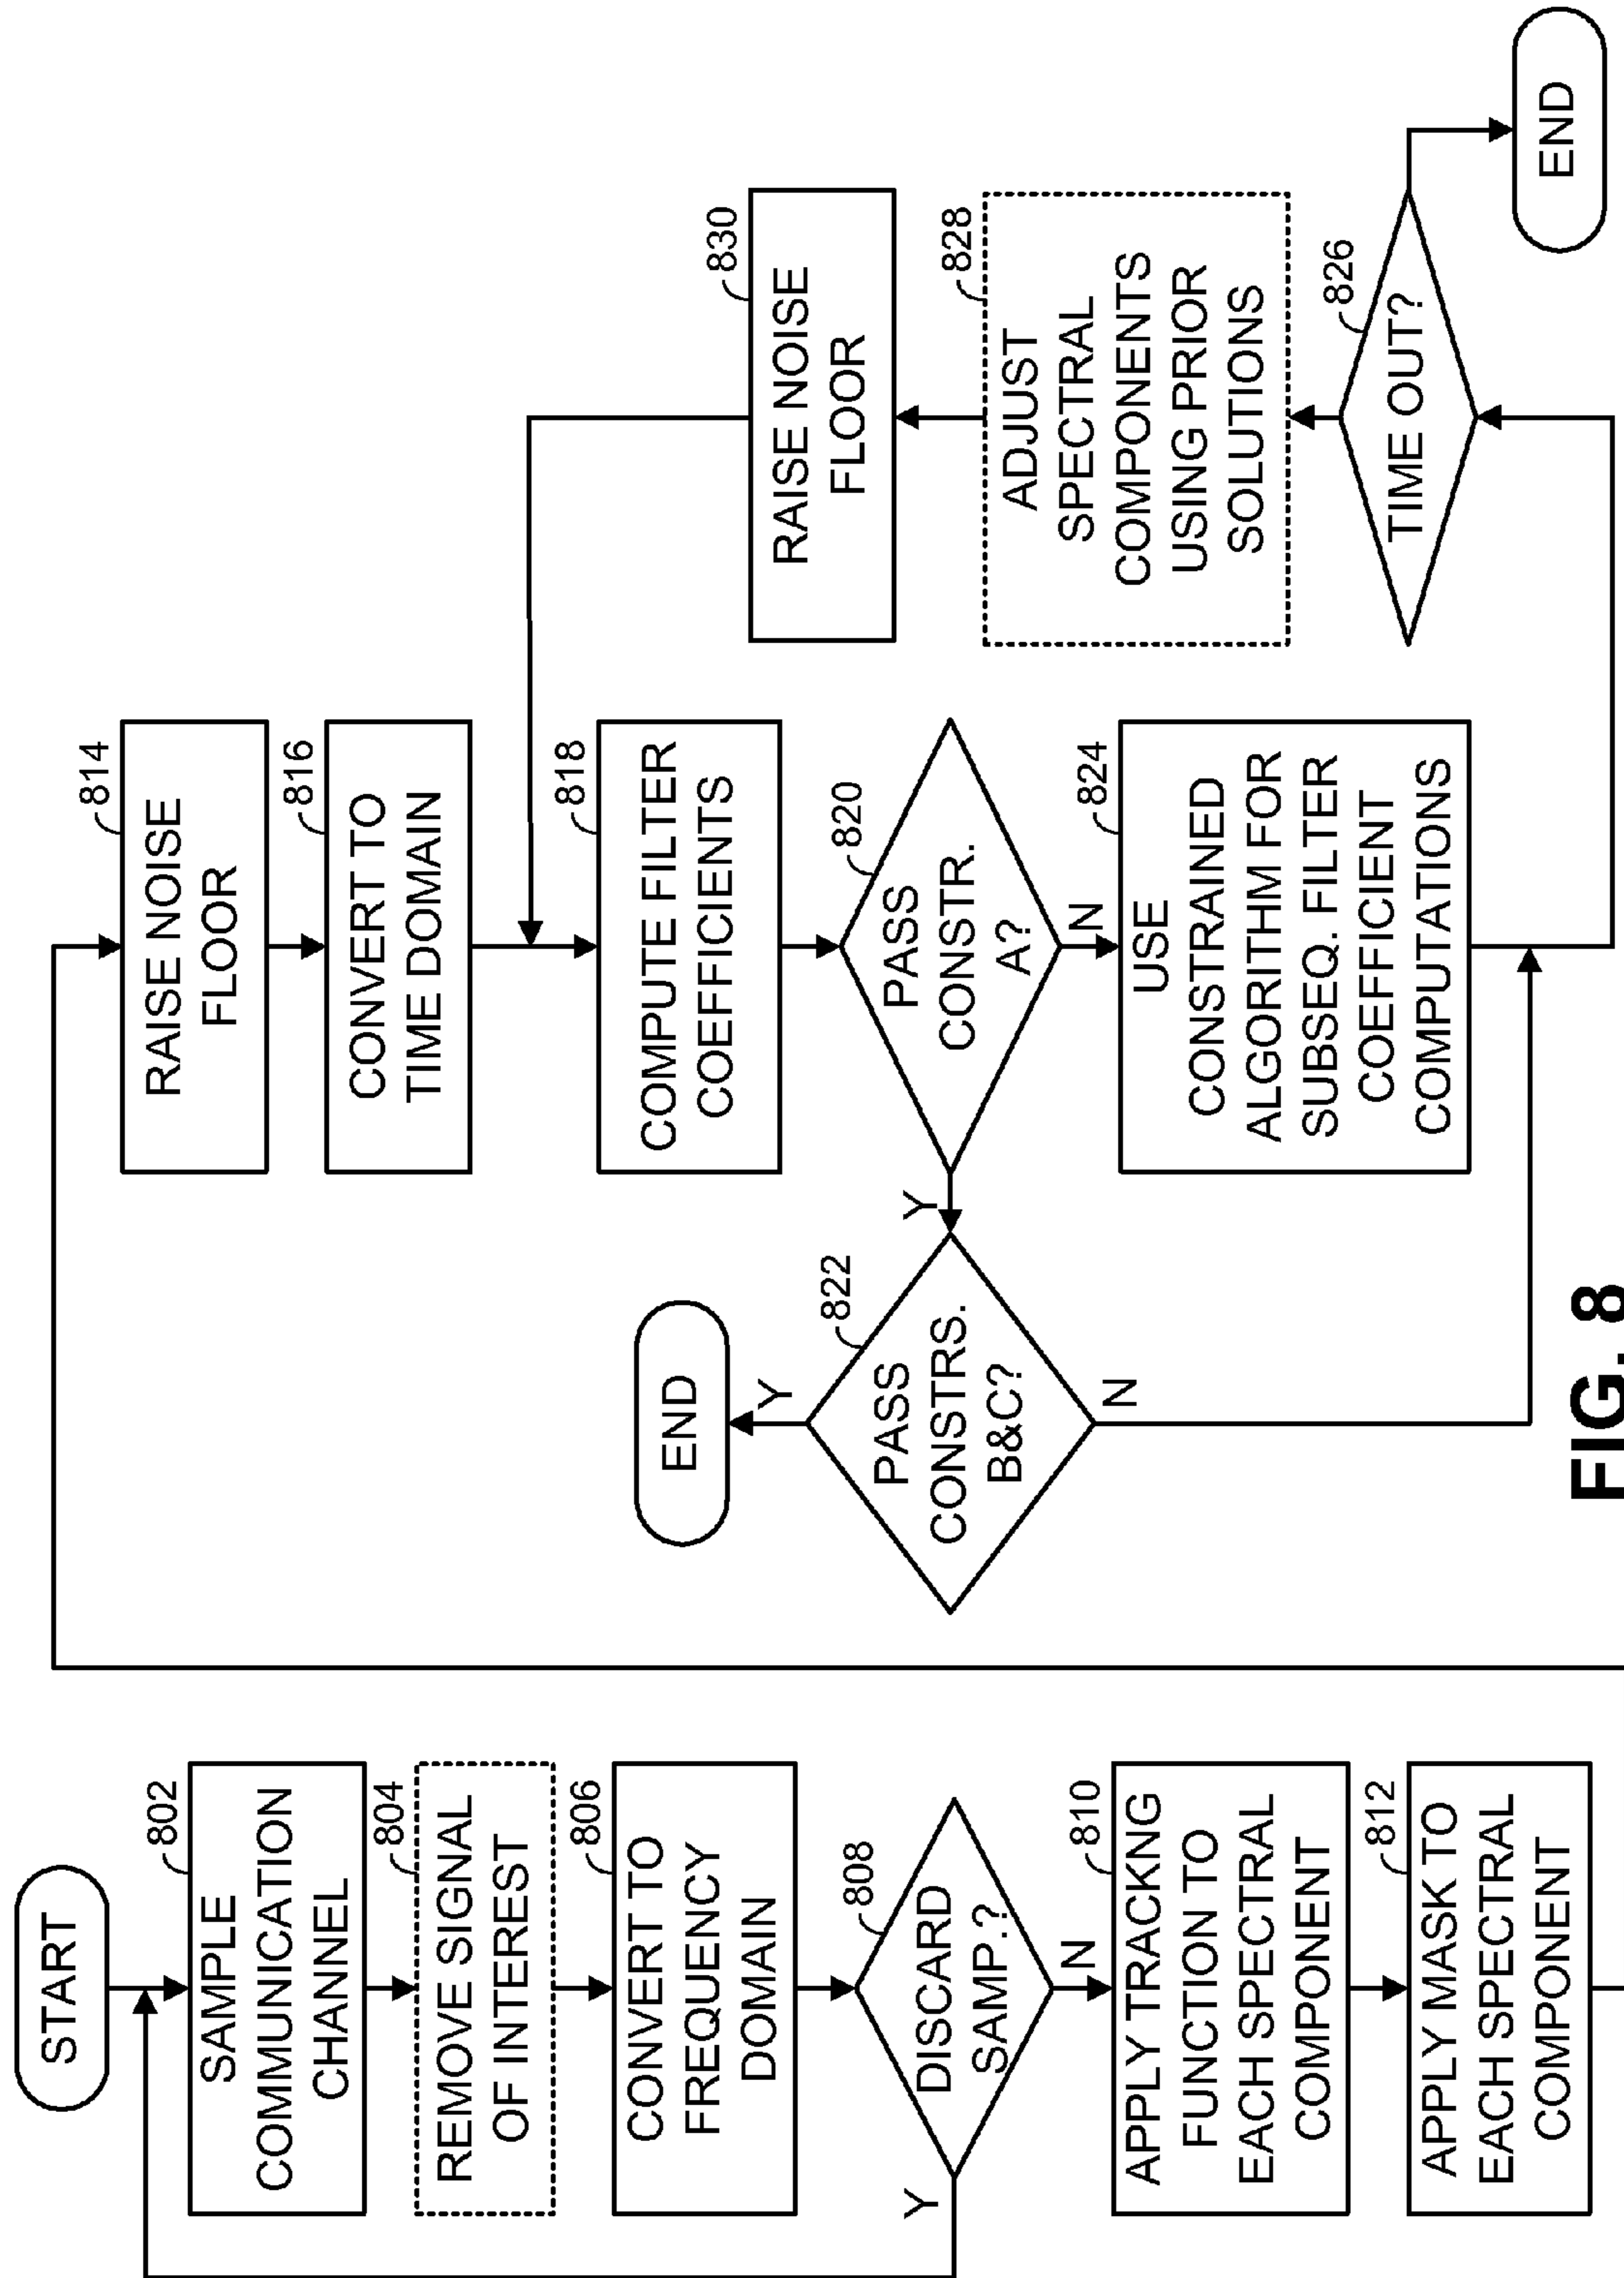 START
802
SAMPLE
COMMUNICATION
CHANNEL
804
REMOVE SIGNAL
OF INTEREST
806
CONVERT TO
FREQUENCY
DOMAIN
808
DISCARD
SAMP.?
Y
N
810
APPLY TRACKNG
FUNCTION TO
EACH SPECTRAL
COMPONENT
812
APPLY MASK TO
EACH SPECTRAL
COMPONENT
814
RAISE NOISE
FLOOR
816
CONVERT TO
TIME DOMAIN
818
COMPUTE FILTER
COEFFICIENTS
820
PASS
CONSTR.
A?
Y
N
822
PASS
CONSTRS.
B&C?
Y
N
END
824
USE
CONSTRAINED
ALGORITHM FOR
SUBSEQ. FILTER
COEFFICIENT
COMPUTATIONS
826
TIME OUT?
828
ADJUST
SPECTRAL
COMPONENTS
USING PRIOR
SOLUTIONS
830
RAISE NOISE
FLOOR
END
FIG. 8